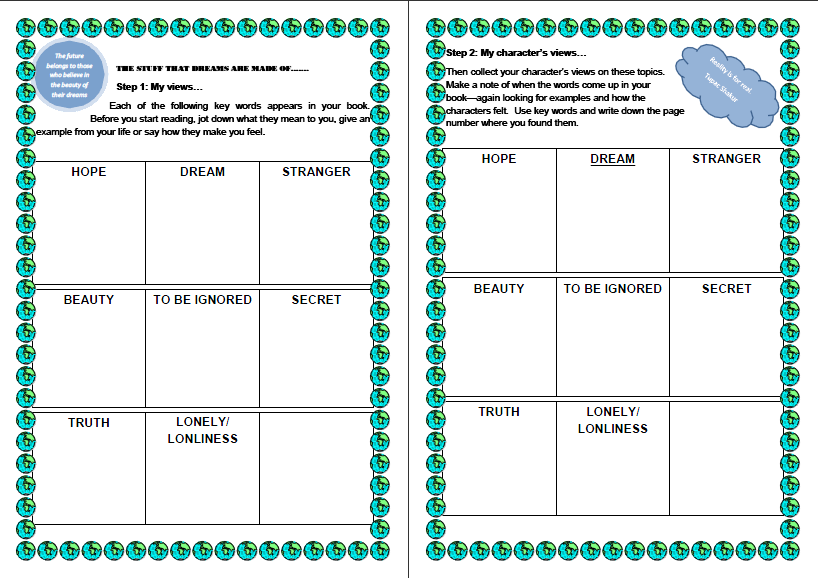 The future
belongs to those
who believe in
the beauty of
their dreams
THE STUFF THAT DREAMS ARE MADE OF.......
Step 1: My views…
Each of the following key words appears in your book.
Before you start reading, jot down what they mean to you, give an
example from your life or say how they make you feel.
HOPE DREAM STRANGER
BEAUTY TO BE IGNORED SECRET
TRUTH LONELY/
LONLINESS
Step 2: My character's views…
Then collect your character's views on these topics.
Make a note of when the words come up in your
book—again looking for examples and how the
characters felt. Use key words and write down the page
number where you found them.
Reality is for real.
Tupac Shakur
HOPE DREAM STRANGER
BEAUTY TO BE IGNORED SECRET
TRUTH LONELY/
LONLINESS